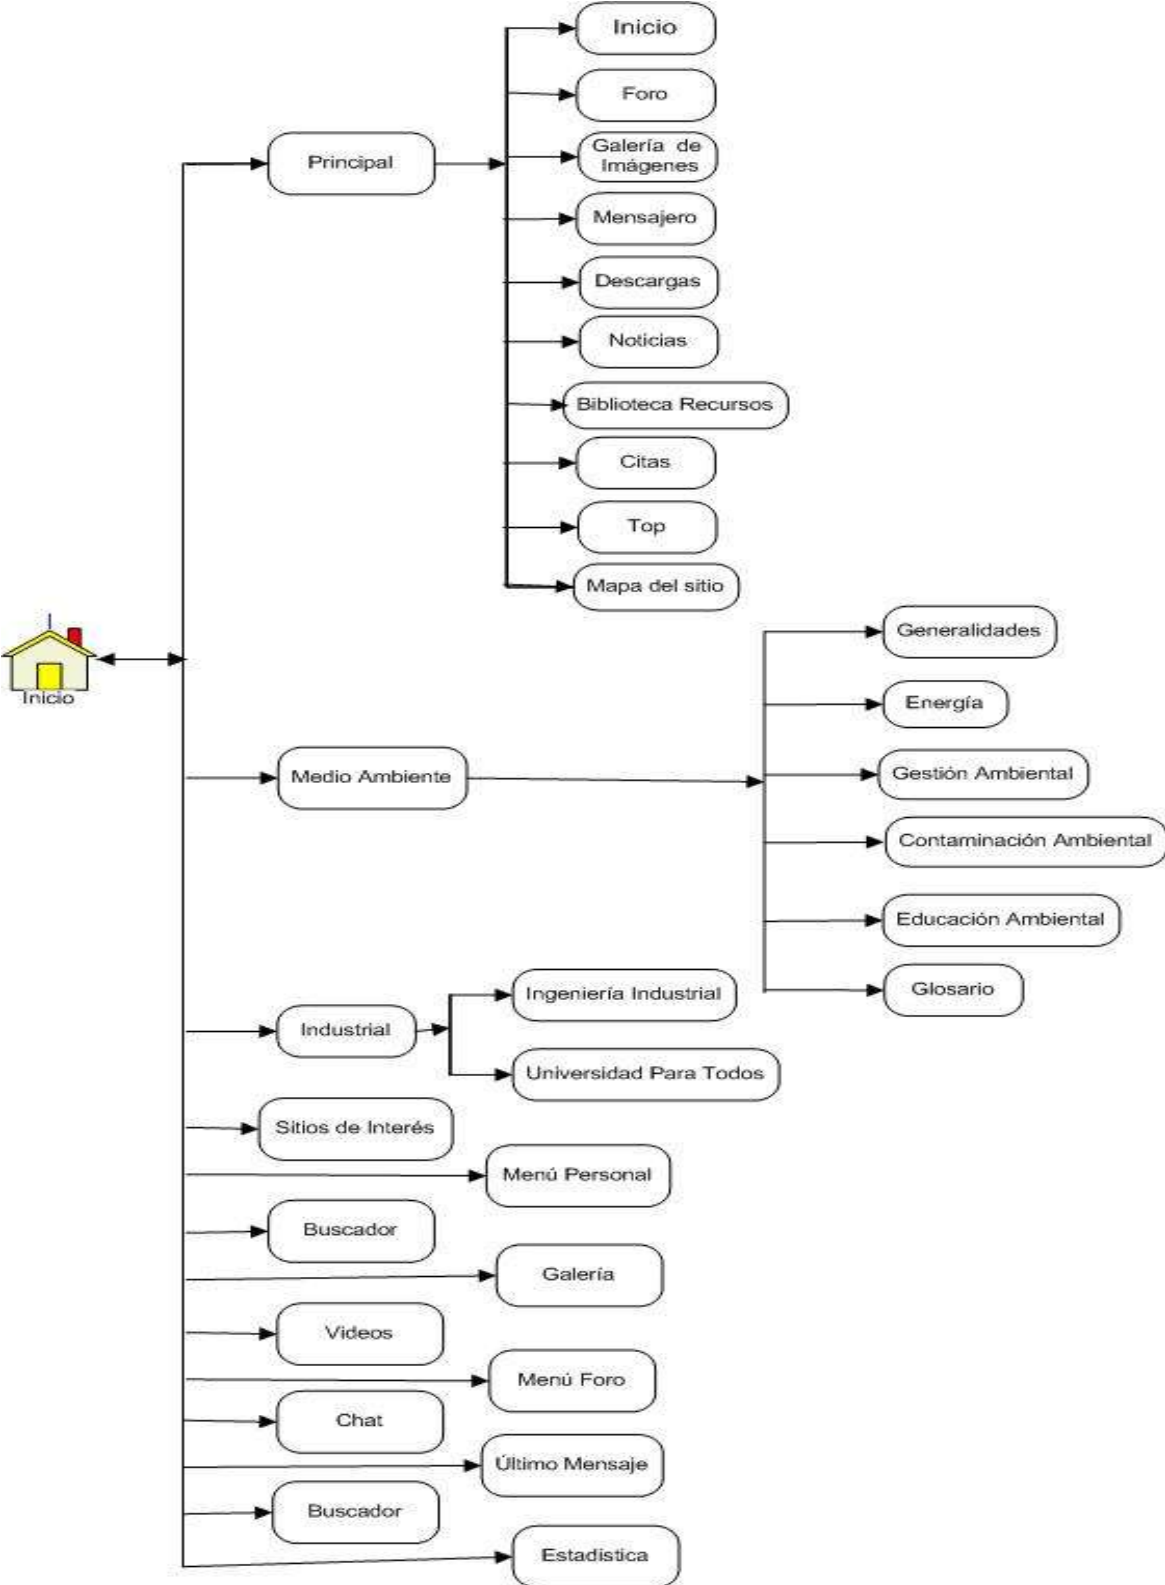 Inicio
Foro
Galería de
Imágenes
Principal
Mensajero
Descargas
Noticias
Biblioteca Recursos
Citas
Top
Mapa del sitio
Inicio
Generalidades
Energía
Medio Ambiente
Gestión Ambiental
Contaminación Ambiental
Educación Ambiental
Glosario
Industrial
Ingeniería Industrial
Universidad Para Todos
Sitios de Interés
Menú Personal
Buscador
Galería
Videos
Menú Foro
Chat
Último Mensaje
Buscador
Estadistica